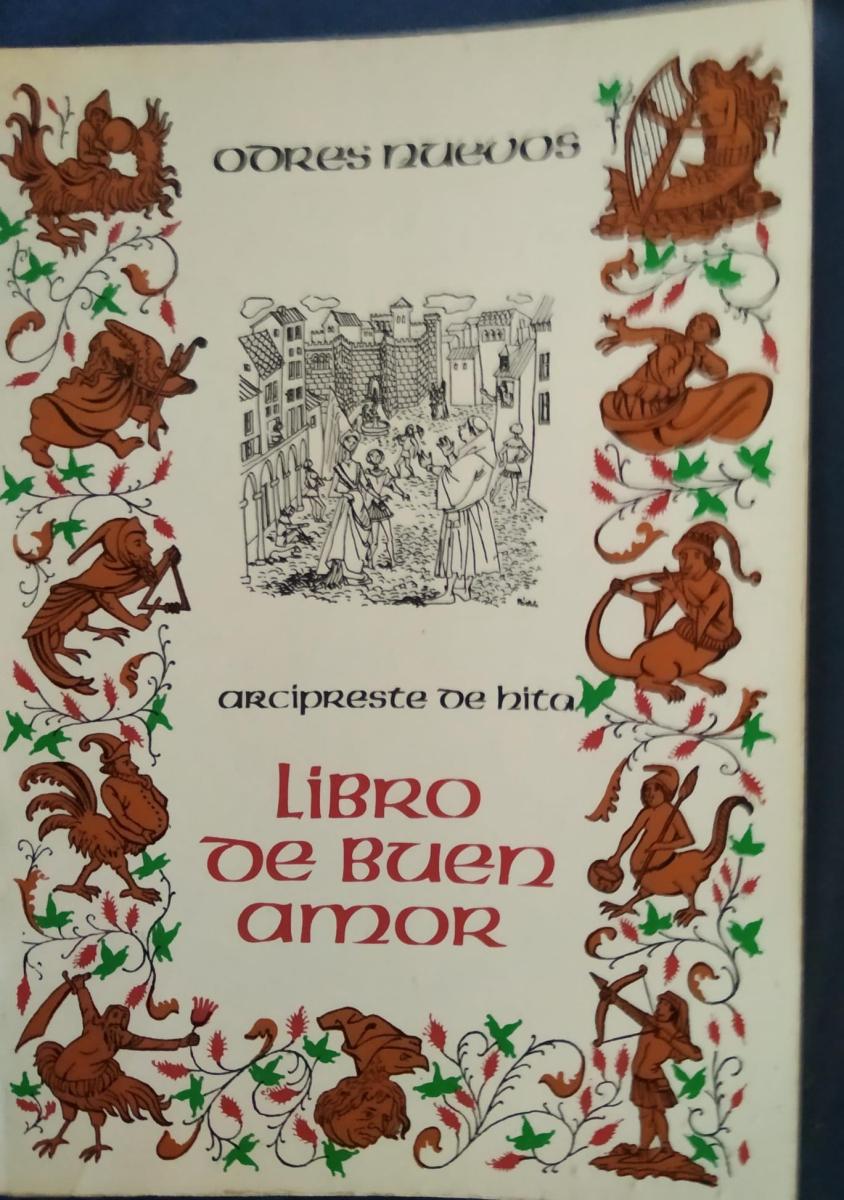 ODRES NUEVOS
ARCIPRESTE DE HITA
LIBRO
DE BUEN
AMOR